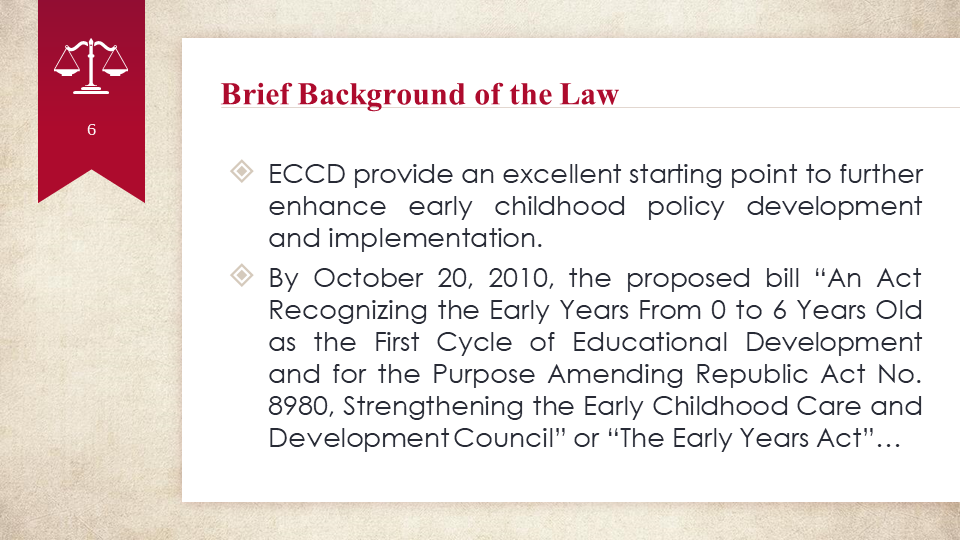 6
Brief Background of the Law
ECCD provide an excellent starting point to further
enhance early childhood policy development
and implementation.
By October 20, 2010, the proposed bill “An Act
Recognizing the Early Years From 0 to 6 Years Old
as the First Cycle of Educational Development
and for the Purpose Amending Republic Act No.
8980, Strengthening the Early Childhood Care and
Development Council” or “The Early Years Act”…